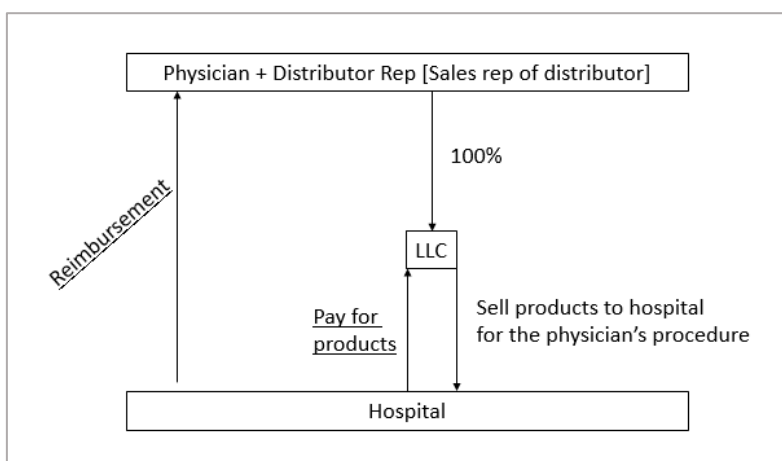 Physician + Distributor Rep [Sales rep of distributor]
100%
Reimbursement
LLC
Pay for
products
Sell products to hospital
for the physician's procedure
Hospital